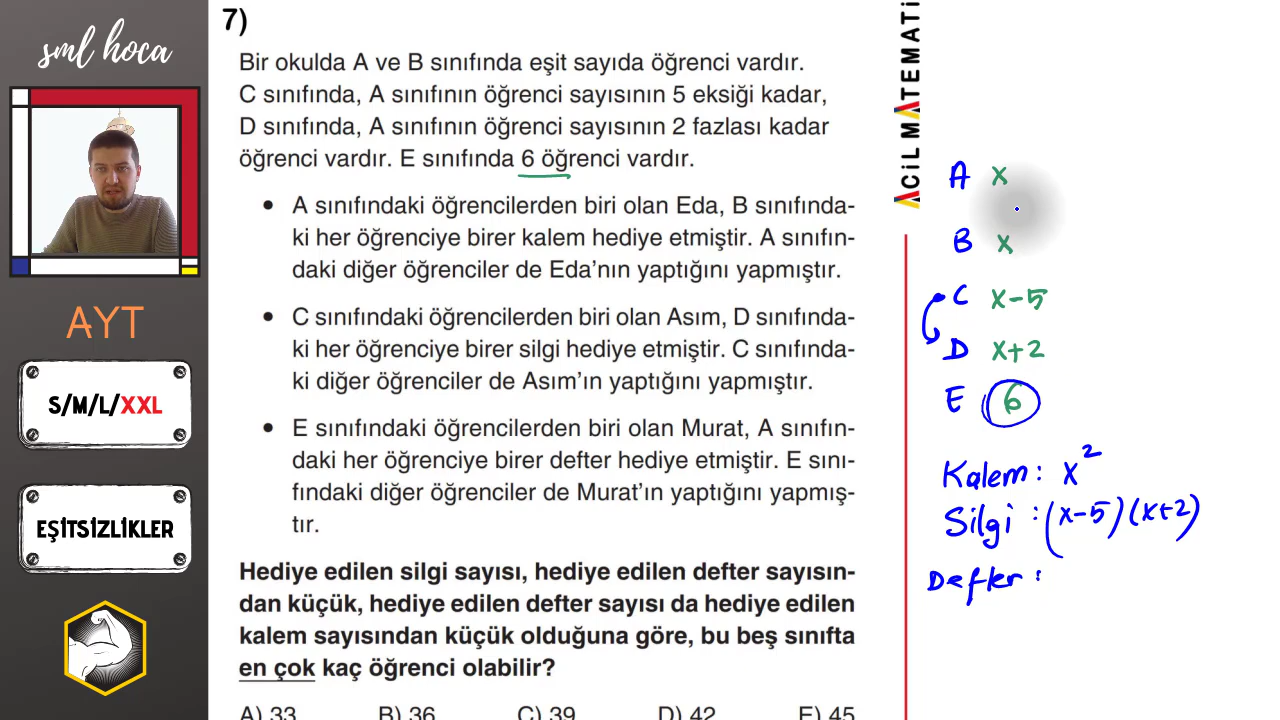 sml hoca
AYT
S/M/L/XXL
EŞİTSİZLİKLER
7)
Bir okulda A ve B sınıfında eşit sayıda öğrenci vardır.
C sınıfında, A sınıfının öğrenci sayısının 5 eksiği kadar,
D sınıfında, A sınıfının öğrenci sayısının 2 fazlası kadar
öğrenci vardır. E sınıfında 6 öğrenci vardır.
• A sınıfındaki öğrencilerden biri olan Eda, B sınıfında-
ki her öğrenciye birer kalem hediye etmiştir. A sınıfın-
daki diğer öğrenciler de Eda’nın yaptığını yapmıştır.
• C sınıfındaki öğrencilerden biri olan Asım, D sınıfında-
ki her öğrenciye birer silgi hediye etmiştir. C sınıfında-
ki diğer öğrenciler de Asım’ın yaptığını yapmıştır.
• E sınıfındaki öğrencilerden biri olan Murat, A sınıfın-
daki her öğrenciye birer defter hediye etmiştir. E sını-
fındaki diğer öğrenciler de Murat’ın yaptığını yapmış-
tır.
Hediye edilen silgi sayısı, hediye edilen defter sayısın-
dan küçük, hediye edilen defter sayısı da hediye edilen
kalem sayısından küçük olduğuna göre, bu beş sınıfta
en çok kaç öğrenci olabilir?
A) 33 B) 36 C) 39 D) 42 E) 45
ACİL MATEMATİ
A x
B x
C x-5
D x+2
E 6
Kalem: x²
Silgi : (x-5)(x+2)
Defter :